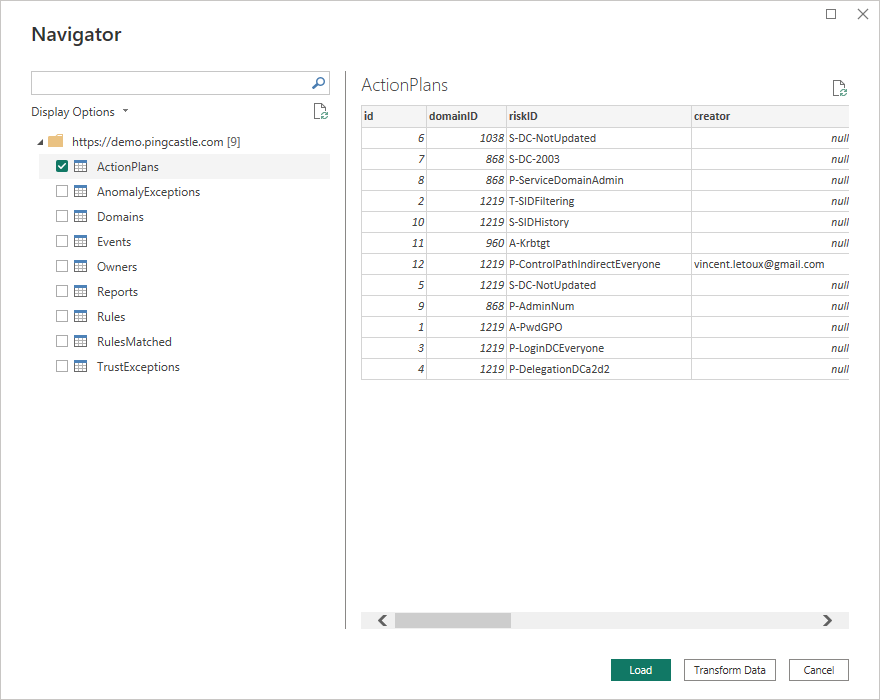 Navigator
Display Options
https://demo.pingcastle.com [9]
ActionPlans
AnomalyExceptions
Domains
Events
Owners
Reports
Rules
RulesMatched
TrustExceptions
ActionPlans
id domainID riskID creator
6 1038 S-DC-NotUpdated null
7 868 S-DC-2003 null
8 868 P-ServiceDomainAdmin null
2 1219 T-SIDFiltering null
10 1219 S-SIDHistory null
11 960 A-Krbtgt null
12 1219 P-ControlPathIndirectEveryone vincent.letoux@gmail.com
5 1219 S-DC-NotUpdated null
9 868 P-AdminNum null
1 1219 A-PwdGPO null
3 1219 P-LoginDCEveryone null
4 1219 P-DelegationDCa2d2 null
Load Transform Data Cancel